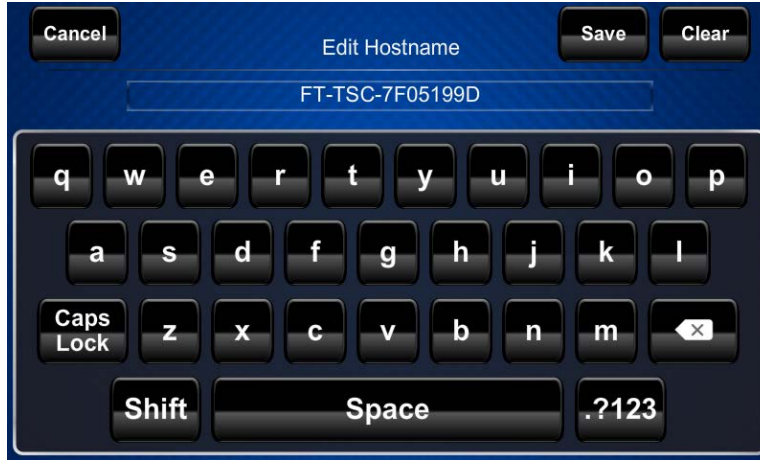 Cancel Edit Hostname Save Clear
FT-TSC-7F05199D
q w e r t y u i o p
a s d f g h j k l
Caps Lock z x c v b n m
Shift Space .?123